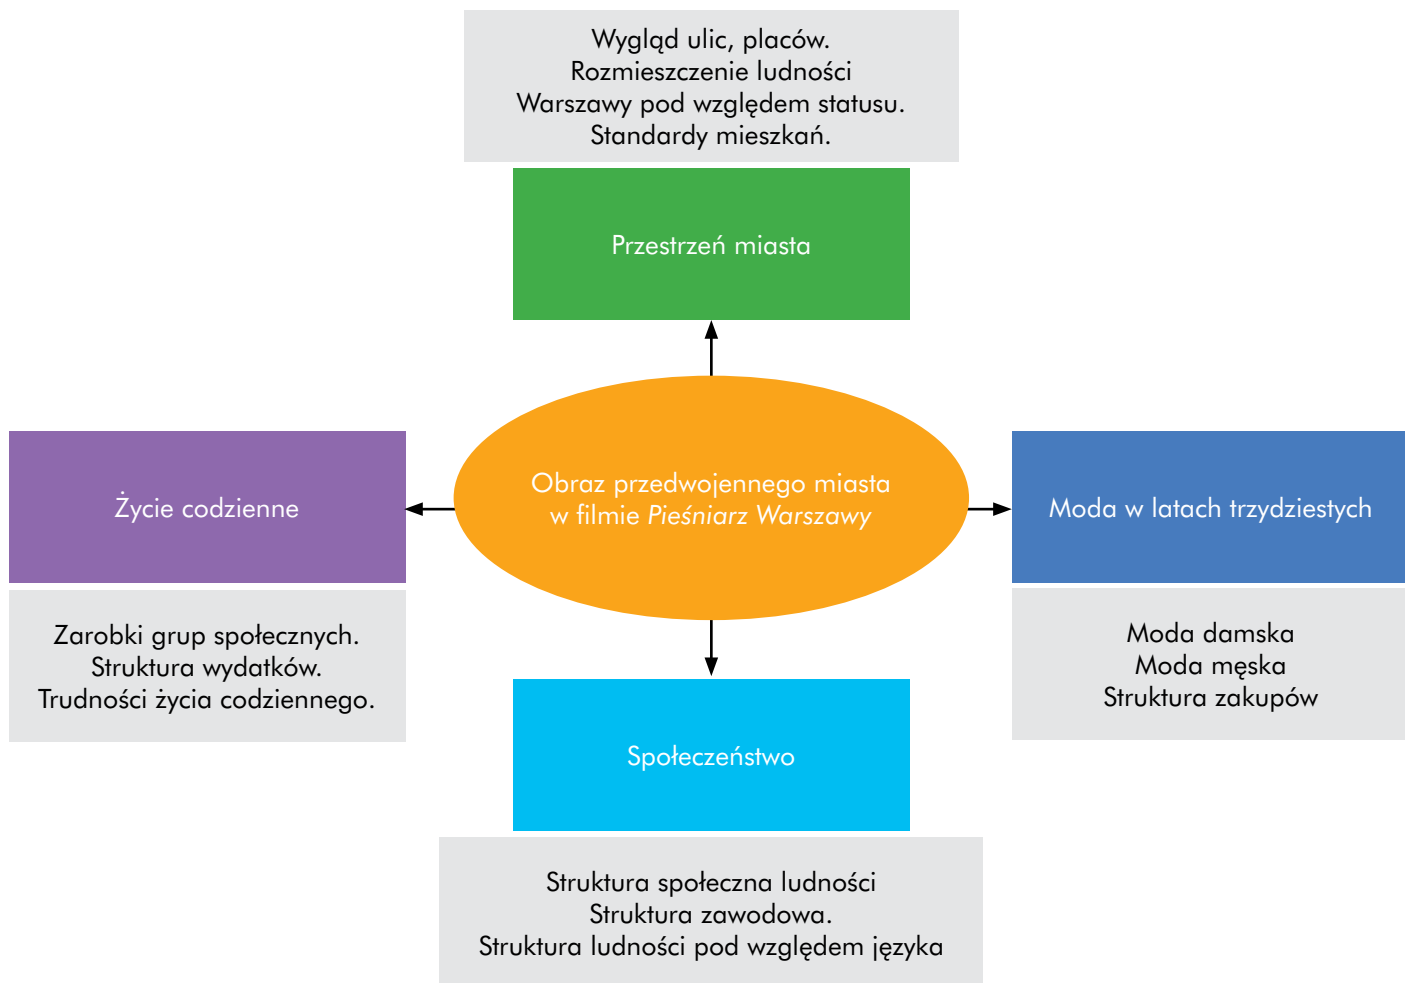 Wygląd ulic, placów.
Rozmieszczenie ludności
Warszawy pod względem statusu.
Standardy mieszkań.
Przestrzeń miasta
Obraz przedwojennego miasta
w filmie Pieśniarz Warszawy
Życie codzienne
Zarobki grup społecznych.
Struktura wydatków.
Trudności życia codziennego.
Moda w latach trzydziestych
Moda damska
Moda męska
Struktura zakupów
Społeczeństwo
Struktura społeczna ludności
Struktura zawodowa.
Struktura ludności pod względem języka